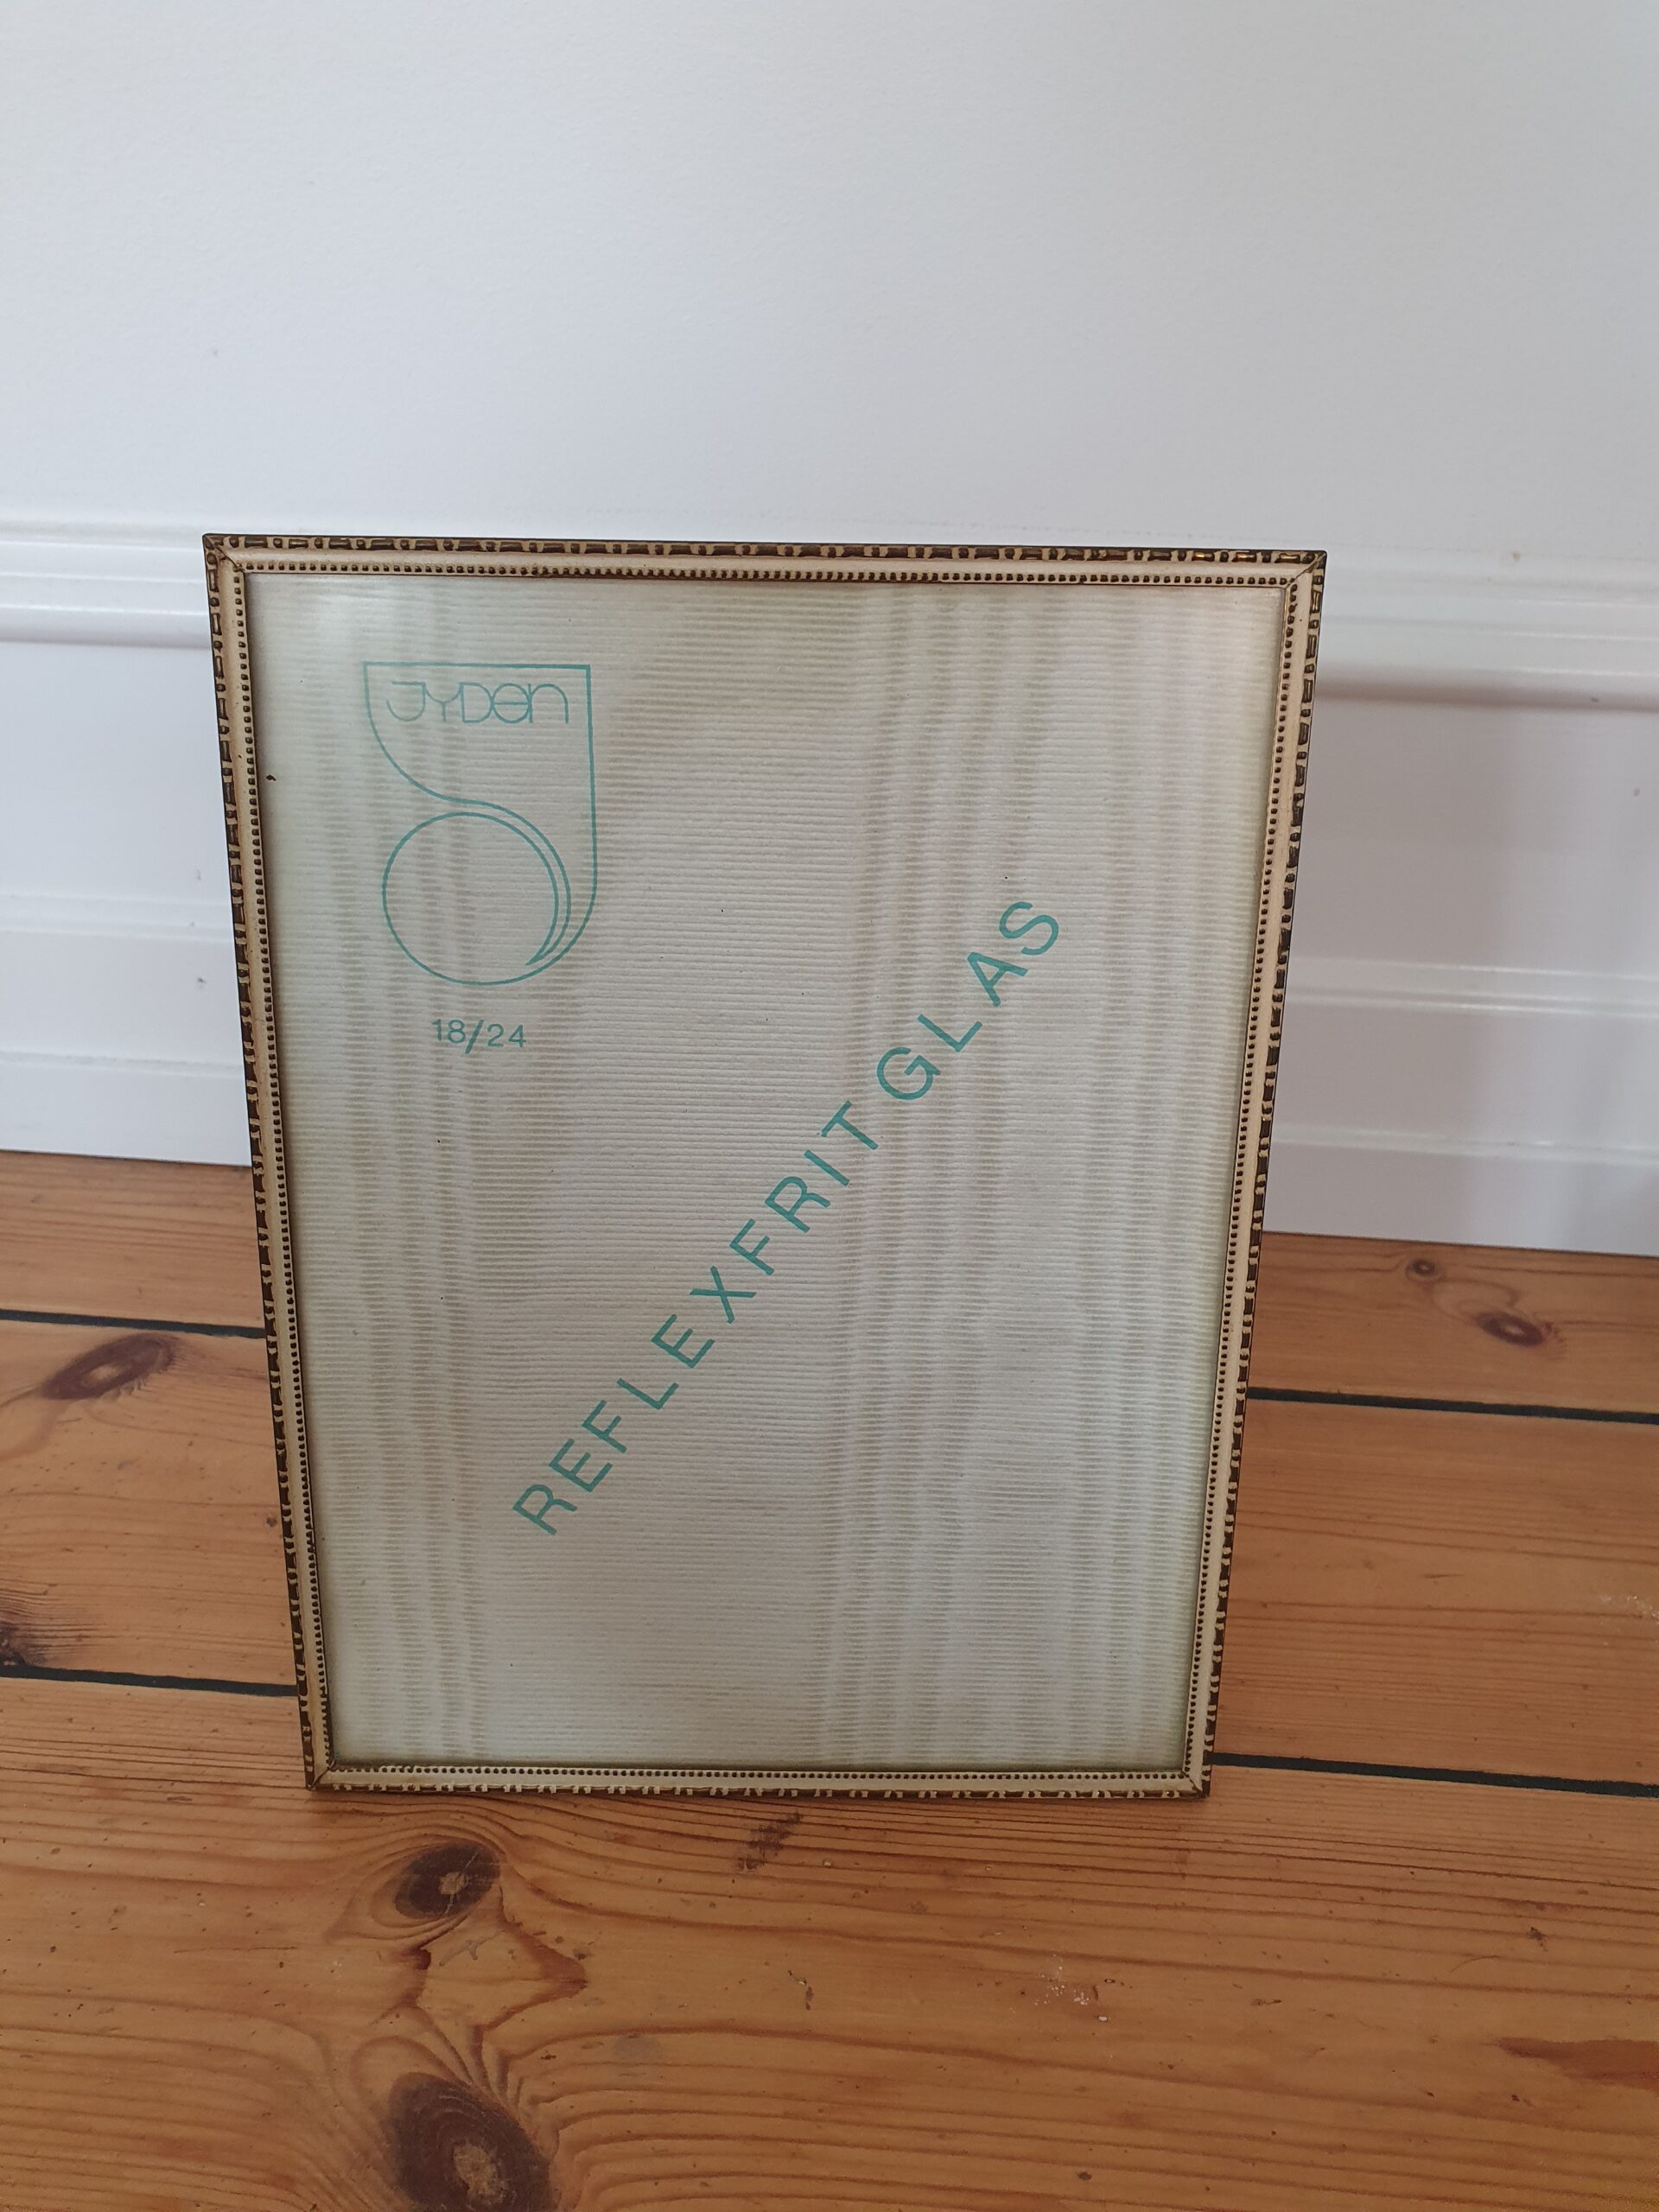 JYDEN
18/24
REFLEXFRIT GLAS